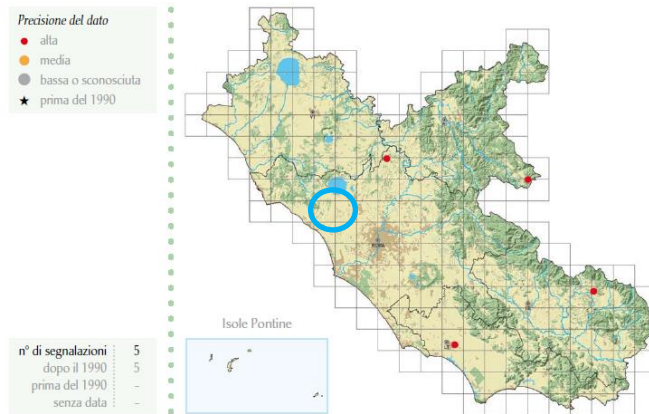 Precisione del dato
alta
media
bassa o sconosciuta
prima del 1990
Isole Pontine
n° di segnalazioni 5
dopo il 1990 5
prima del 1990 –
senza data –
ROMA